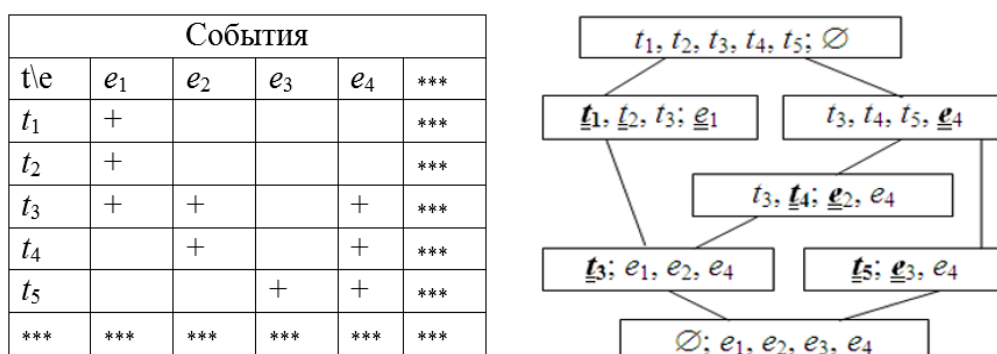 События
t\e e₁ e₂ e₃ e₄ ***
t₁ + ***
t₂ + ***
t₃ + + + ***
t₄ + + ***
t₅ + + ***
*** *** *** *** *** ***
t₁, t₂, t₃, t₄, t₅; ∅
t₁, t₂, t₃; e₁
t₃, t₄, t₅, e₄
t₃, t₄; e₂, e₄
t₃; e₁, e₂, e₄
t₅; e₃, e₄
∅; e₁, e₂, e₃, e₄